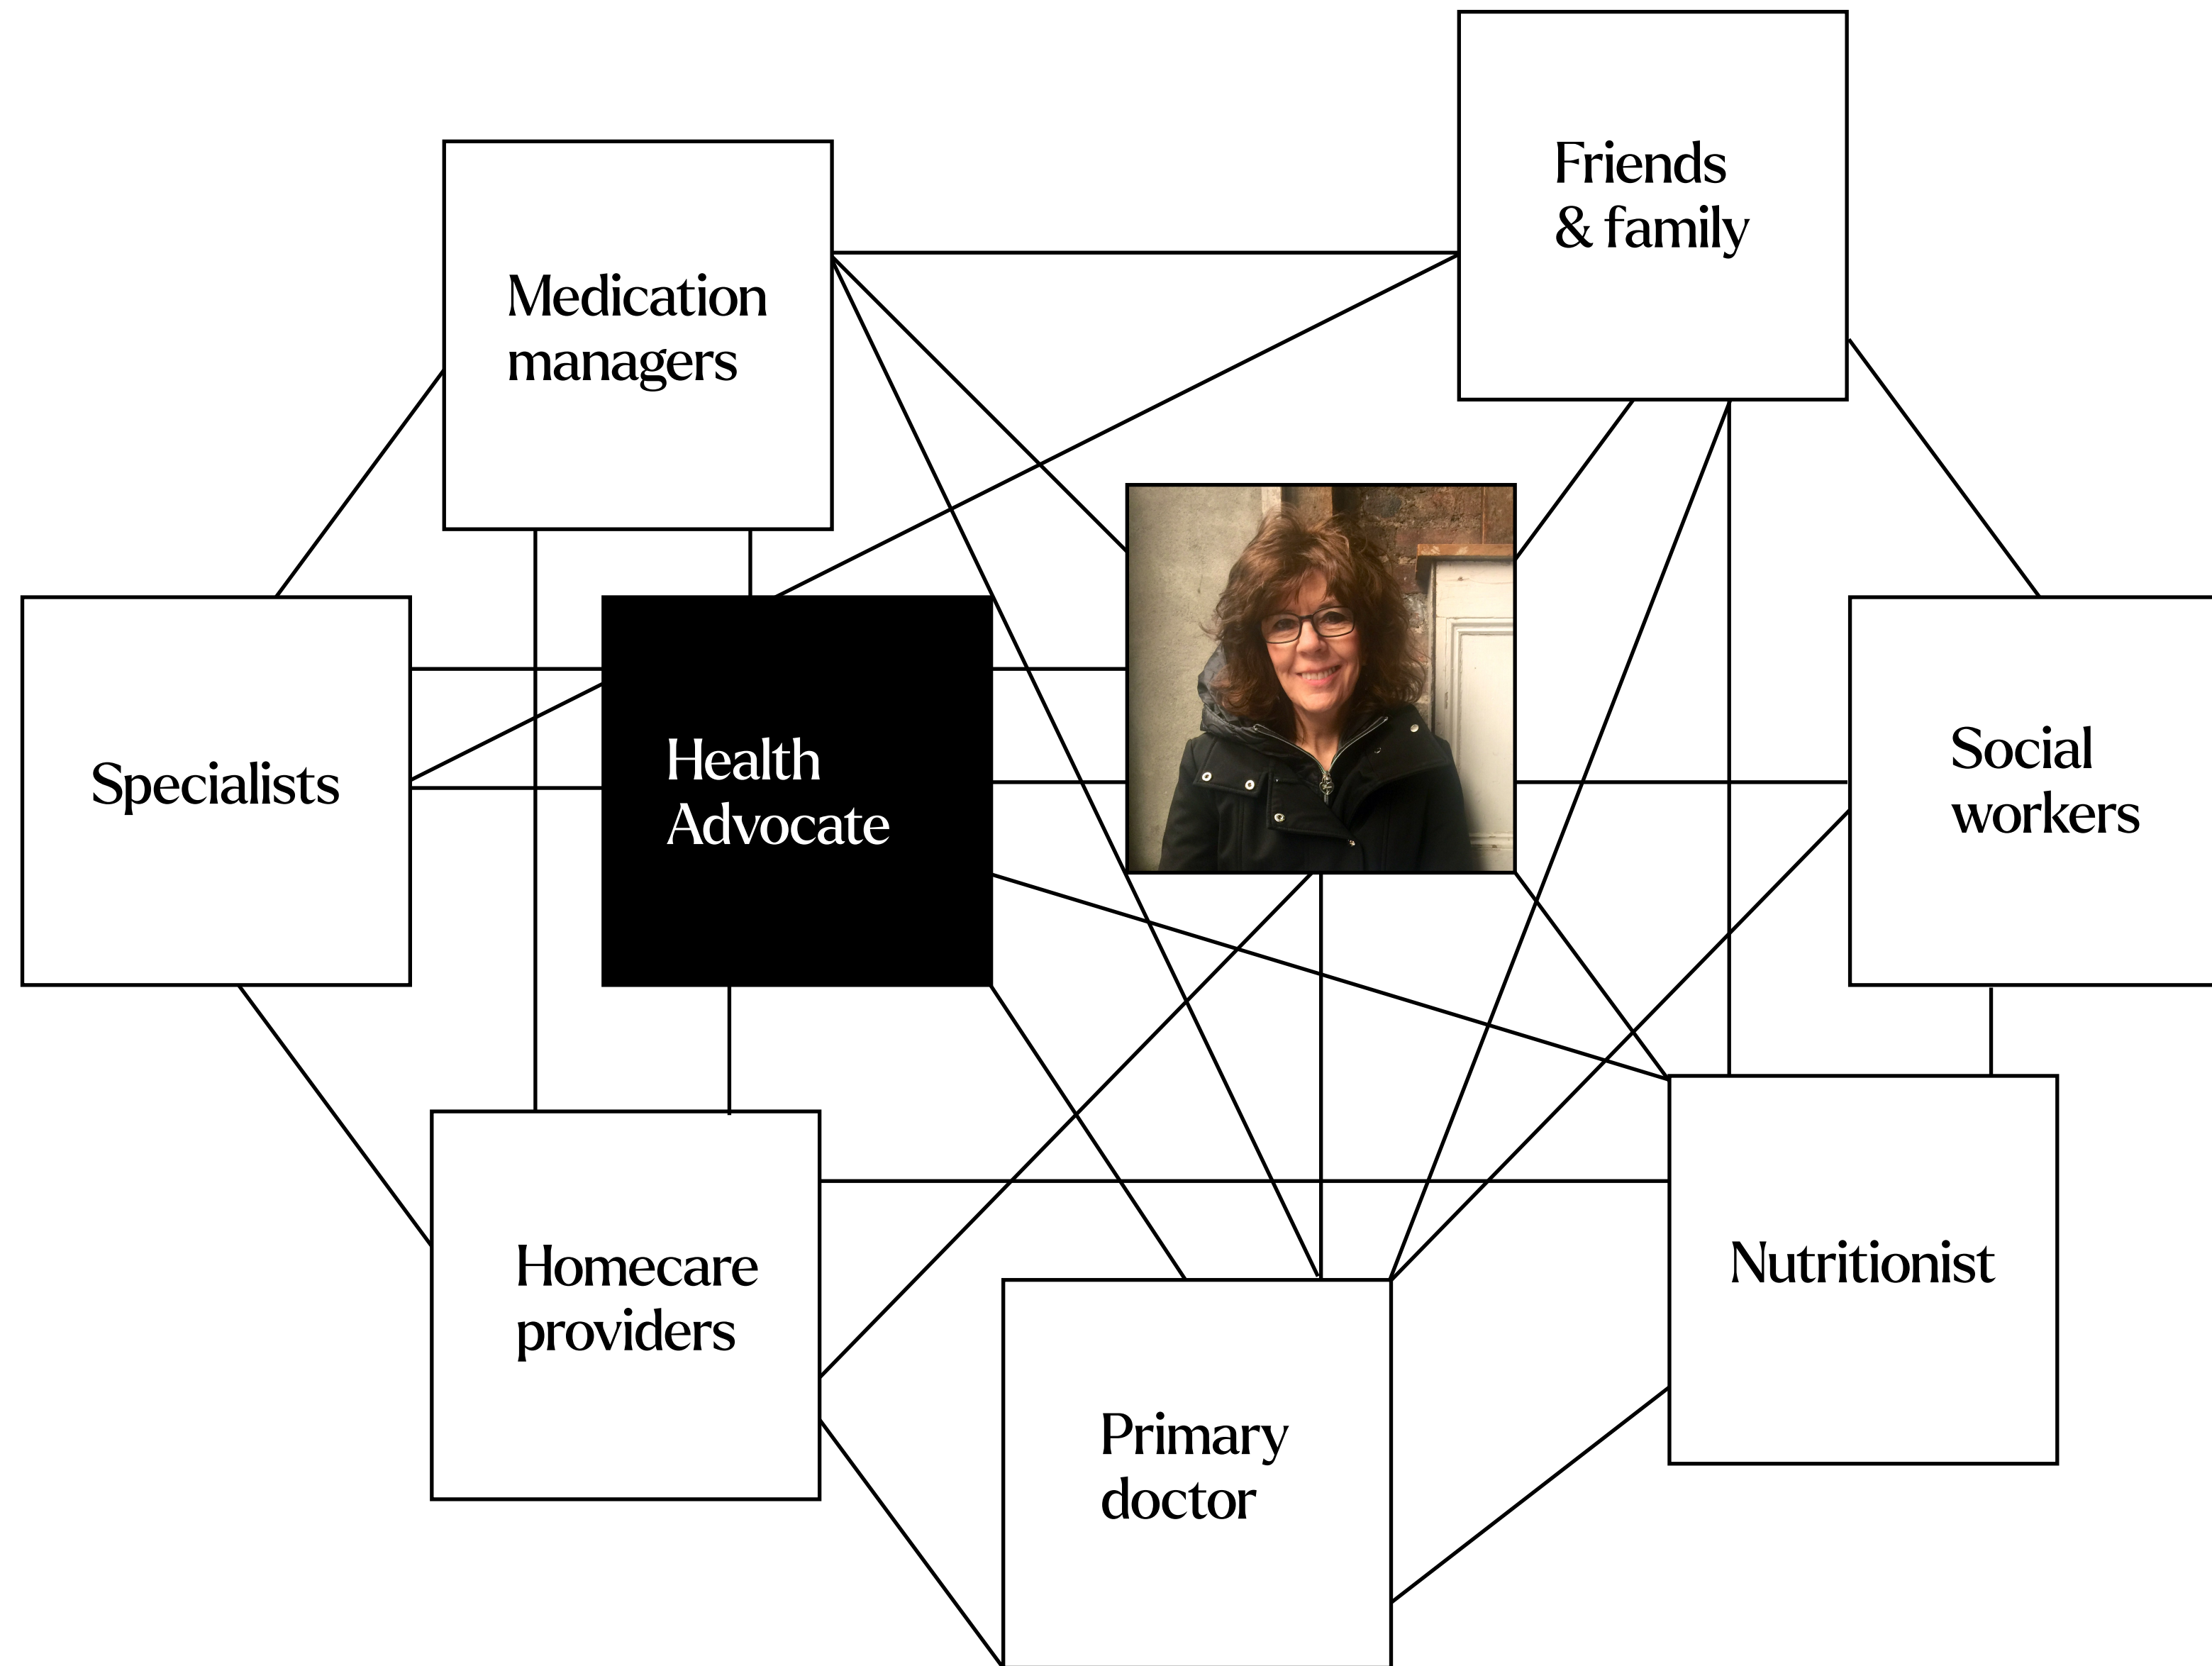 Friends
& family
Medication
managers
Specialists
Health
Advocate
Social
workers
Homecare
providers
Nutritionist
Primary
doctor